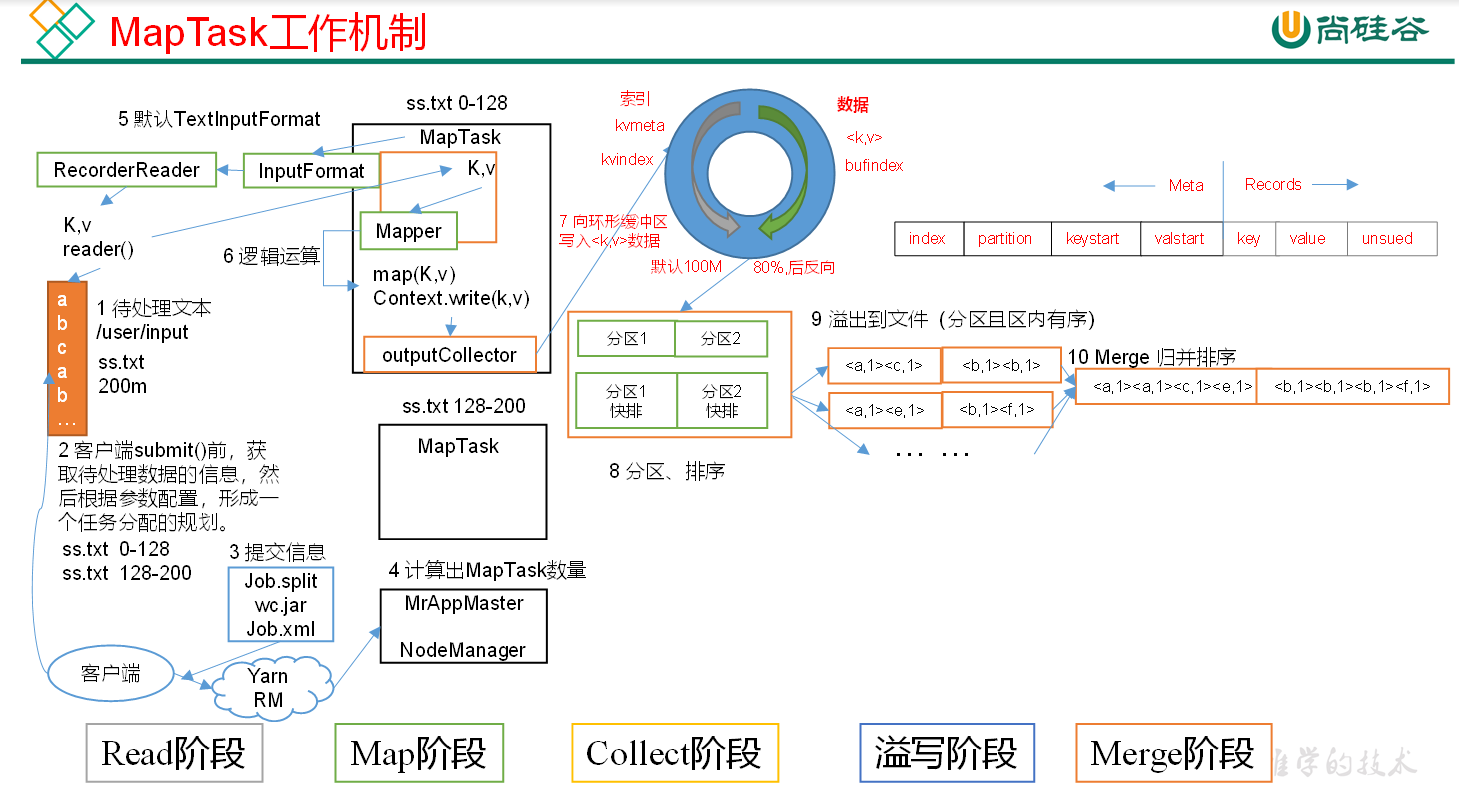 MapTask工作机制
尚硅谷
5 默认TextInputFormat
RecorderReader
InputFormat
K,v
reader()
ss.txt 0-128
MapTask
K,v
Mapper
6 逻辑运算
map(K,v)
Context.write(k,v)
outputCollector
a
b
c
a
b
...
1 待处理文本
/user/input
ss.txt
200m
2 客户端submit()前，获
取待处理数据的信息，然
后根据参数配置，形成一
个任务分配的规划。
ss.txt 0-128
ss.txt 128-200
3 提交信息
Job.split
wc.jar
Job.xml
客户端
Yarn
RM
ss.txt 128-200
MapTask
4 计算出MapTask数量
MrAppMaster
NodeManager
索引
kvmeta
kvindex
数据
<k,v>
bufindex
7 向环形缓冲区
写入<k,v>数据
默认100M
80%,后反向
Meta
Records
index
partition
keystart
valstart
key
value
unsued
分区1
分区2
分区1
快排
分区2
快排
8 分区、排序
9 溢出到文件（分区且区内有序）
<a,1><c,1>
<b,1><b,1>
<a,1><e,1>
<b,1><f,1>
... ...
10 Merge 归并排序
<a,1><a,1><c,1><e,1>
<b,1><b,1><b,1><f,1>
Read阶段
Map阶段
Collect阶段
溢写阶段
Merge阶段
学的技术